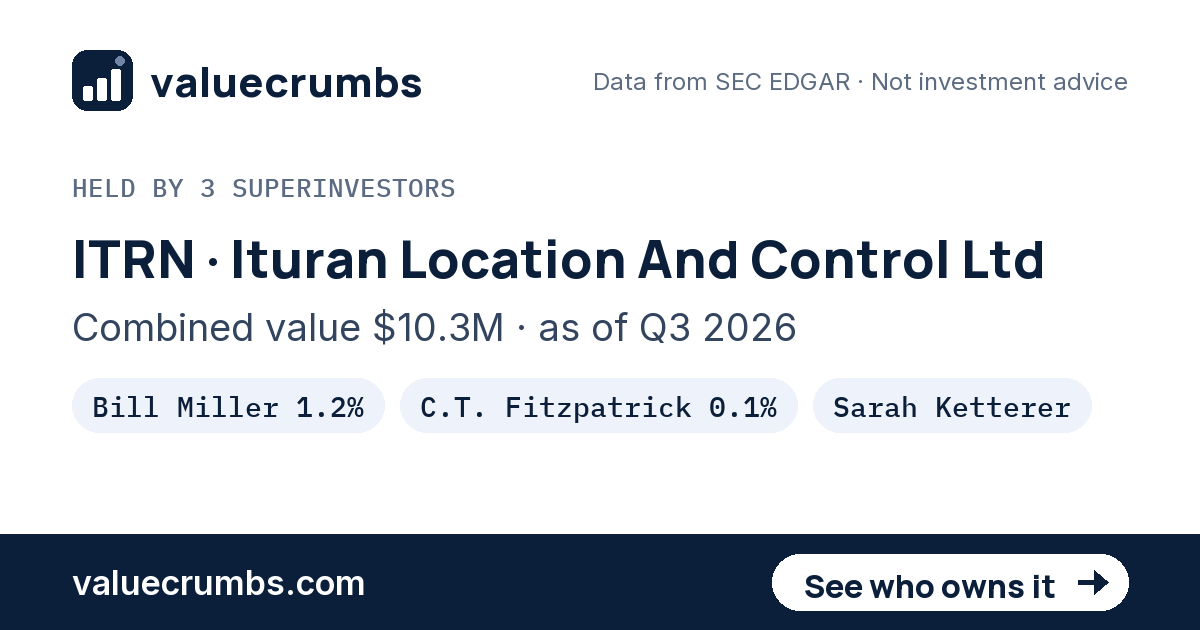 valuecrumbs
Data from SEC EDGAR · Not investment advice
HELD BY 3 SUPERINVESTORS
ITRN · Ituran Location And Control Ltd
Combined value $10.3M · as of Q3 2026
Bill Miller 1.2%
C.T. Fitzpatrick 0.1%
Sarah Ketterer
valuecrumbs.com
See who owns it →